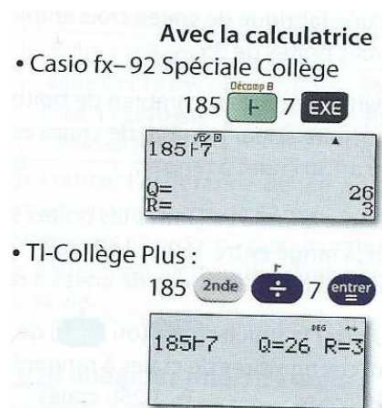 Avec la calculatrice
• Casio fx–92 Spéciale Collège
Décomp B
185 ⊢ 7 EXE
185⊢7
Q= 26
R= 3
• TI-Collège Plus :
r
185 2nde ÷ 7 entrer =
DEG
185⊢7 Q=26 R=3